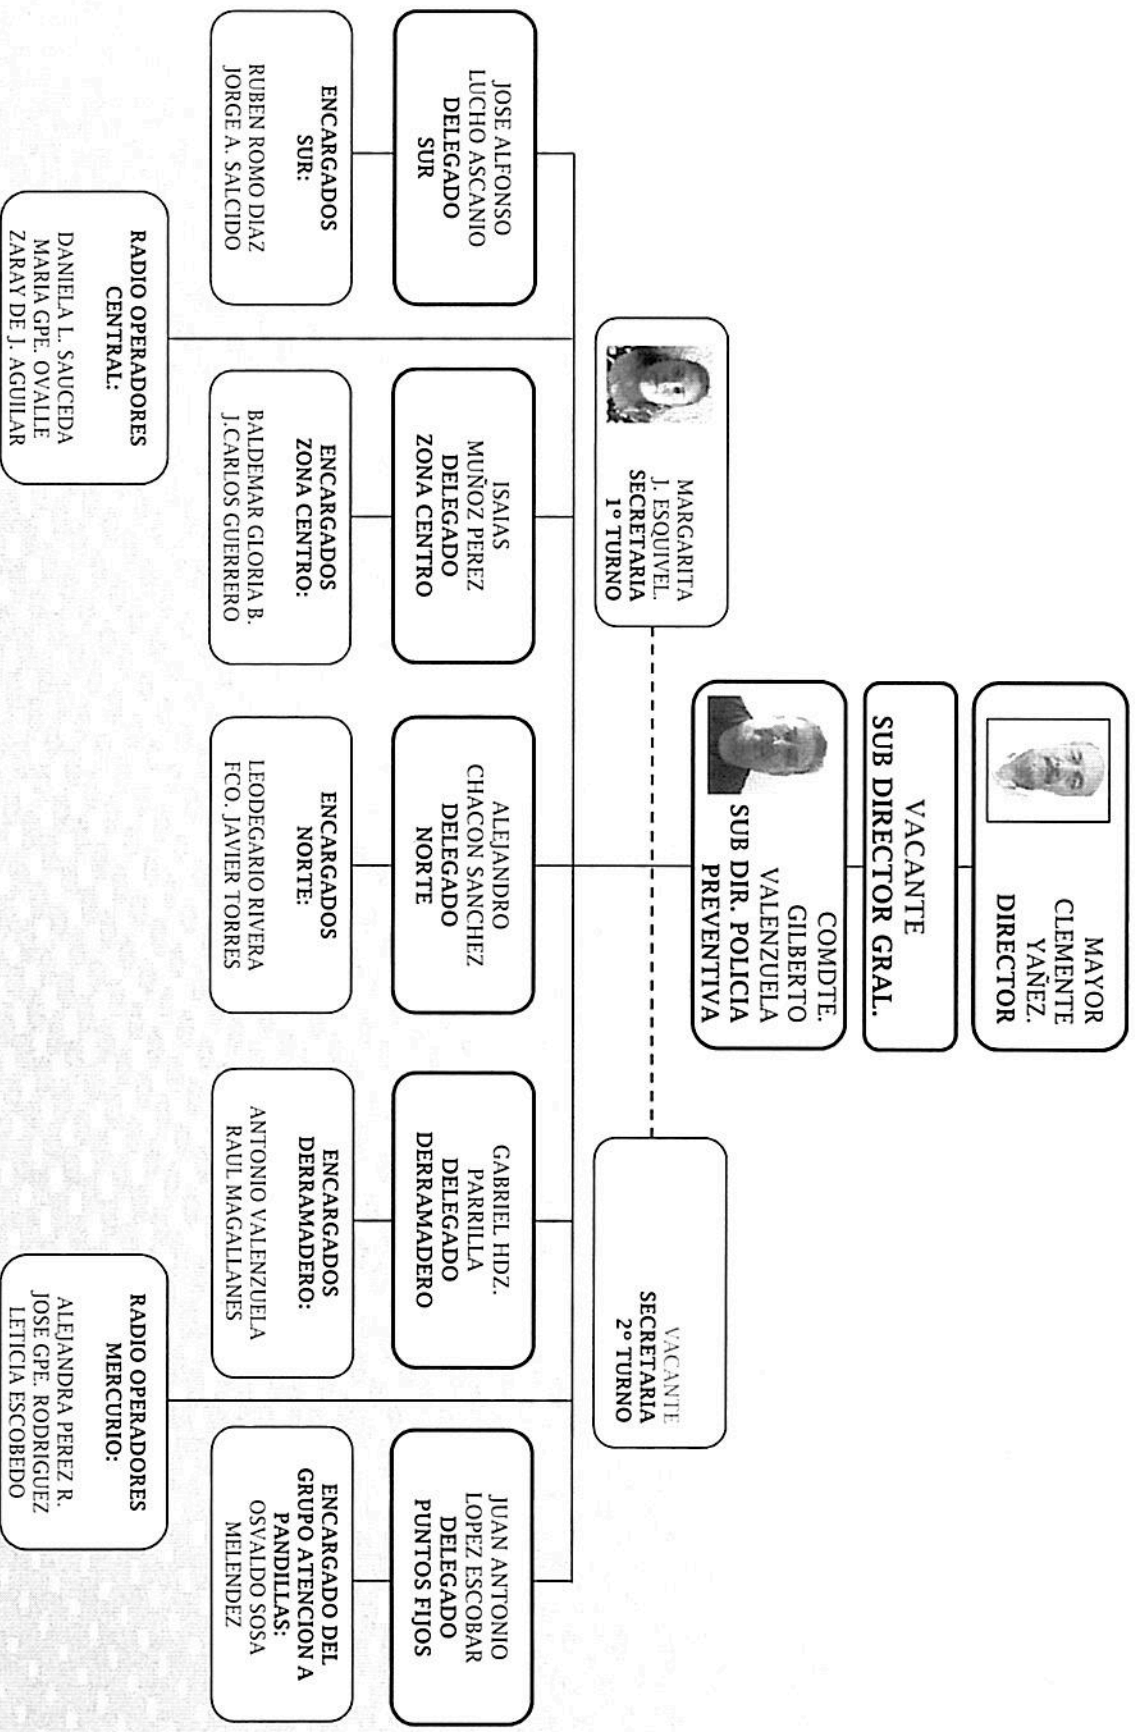 MAYOR
CLEMENTE
YAÑEZ.
DIRECTOR
VACANTE
SUB DIRECTOR GRAL.
COMDTE.
GILBERTO
VALENZUELA
SUB DIR. POLICIA
PREVENTIVA
MARGARITA
J. ESQUIVEL.
SECRETARIA
1º TURNO
VACANTE
SECRETARIA
2º TURNO
JOSE ALFONSO
LUCHO ASCANIO
DELEGADO
SUR
ISAIAS
MUÑOZ PEREZ
DELEGADO
ZONA CENTRO
ALEJANDRO
CHACON SANCHEZ
DELEGADO
NORTE
GABRIEL HDZ.
PARRILLA
DELEGADO
DERRAMADERO
JUAN ANTONIO
LOPEZ ESCOBAR
DELEGADO
PUNTOS FIJOS
ENCARGADOS
SUR:
RUBEN ROMO DIAZ
JORGE A. SALCIDO
ENCARGADOS
ZONA CENTRO:
BALDEMAR GLORIA B.
J.CARLOS GUERRERO
ENCARGADOS
NORTE:
LEODEGARIO RIVERA
FCO. JAVIER TORRES
ENCARGADOS
DERRAMADERO:
ANTONIO VALENZUELA
RAUL MAGALLANES
ENCARGADO DEL
GRUPO ATENCION A
PANDILLAS:
OSVALDO SOSA
MELENDEZ
RADIO OPERADORES
CENTRAL:
DANIELA L. SAUCEDA
MARIA GPE. OVALLE
ZARAY DE J. AGUILAR
RADIO OPERADORES
MERCURIO:
ALEJANDRA PEREZ R.
JOSE GPE. RODRIGUEZ
LETICIA ESCOBEDO